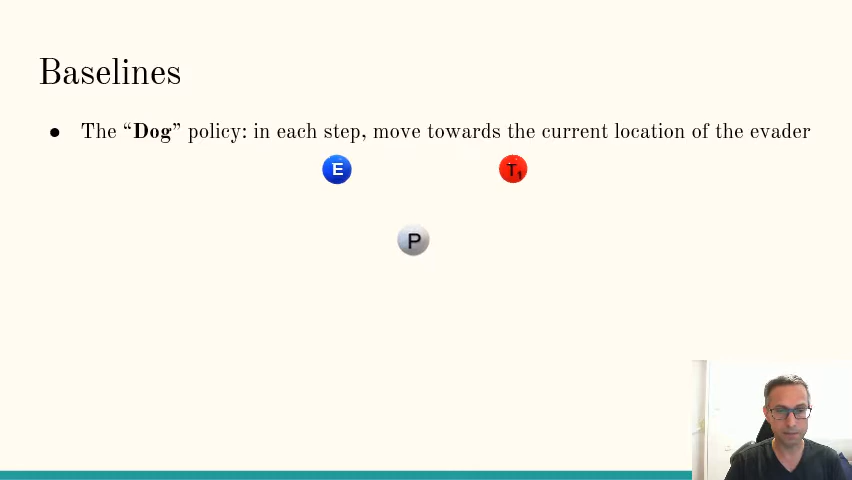 Baselines
● The “Dog” policy: in each step, move towards the current location of the evader
E T1
P